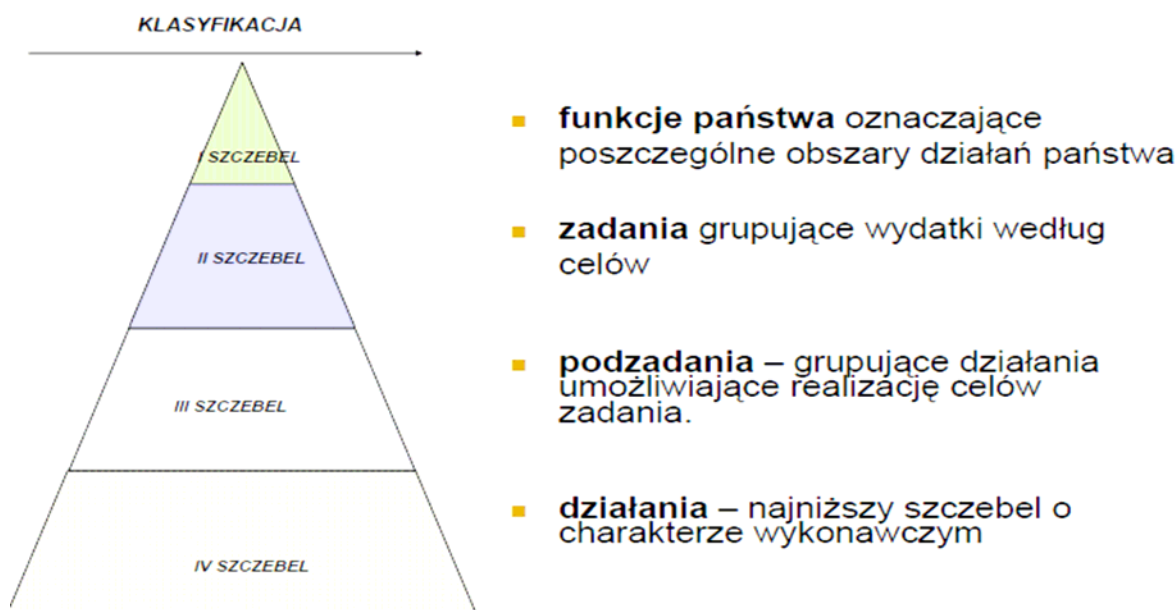 KLASYFIKACJA
I SZCZEBEL
II SZCZEBEL
III SZCZEBEL
IV SZCZEBEL
funkcje państwa oznaczające
poszczególne obszary działań państwa
zadania grupujące wydatki według
celów
podzadania – grupujące działania
umożliwiające realizację celów
zadania.
działania – najniższy szczebel o
charakterze wykonawczym